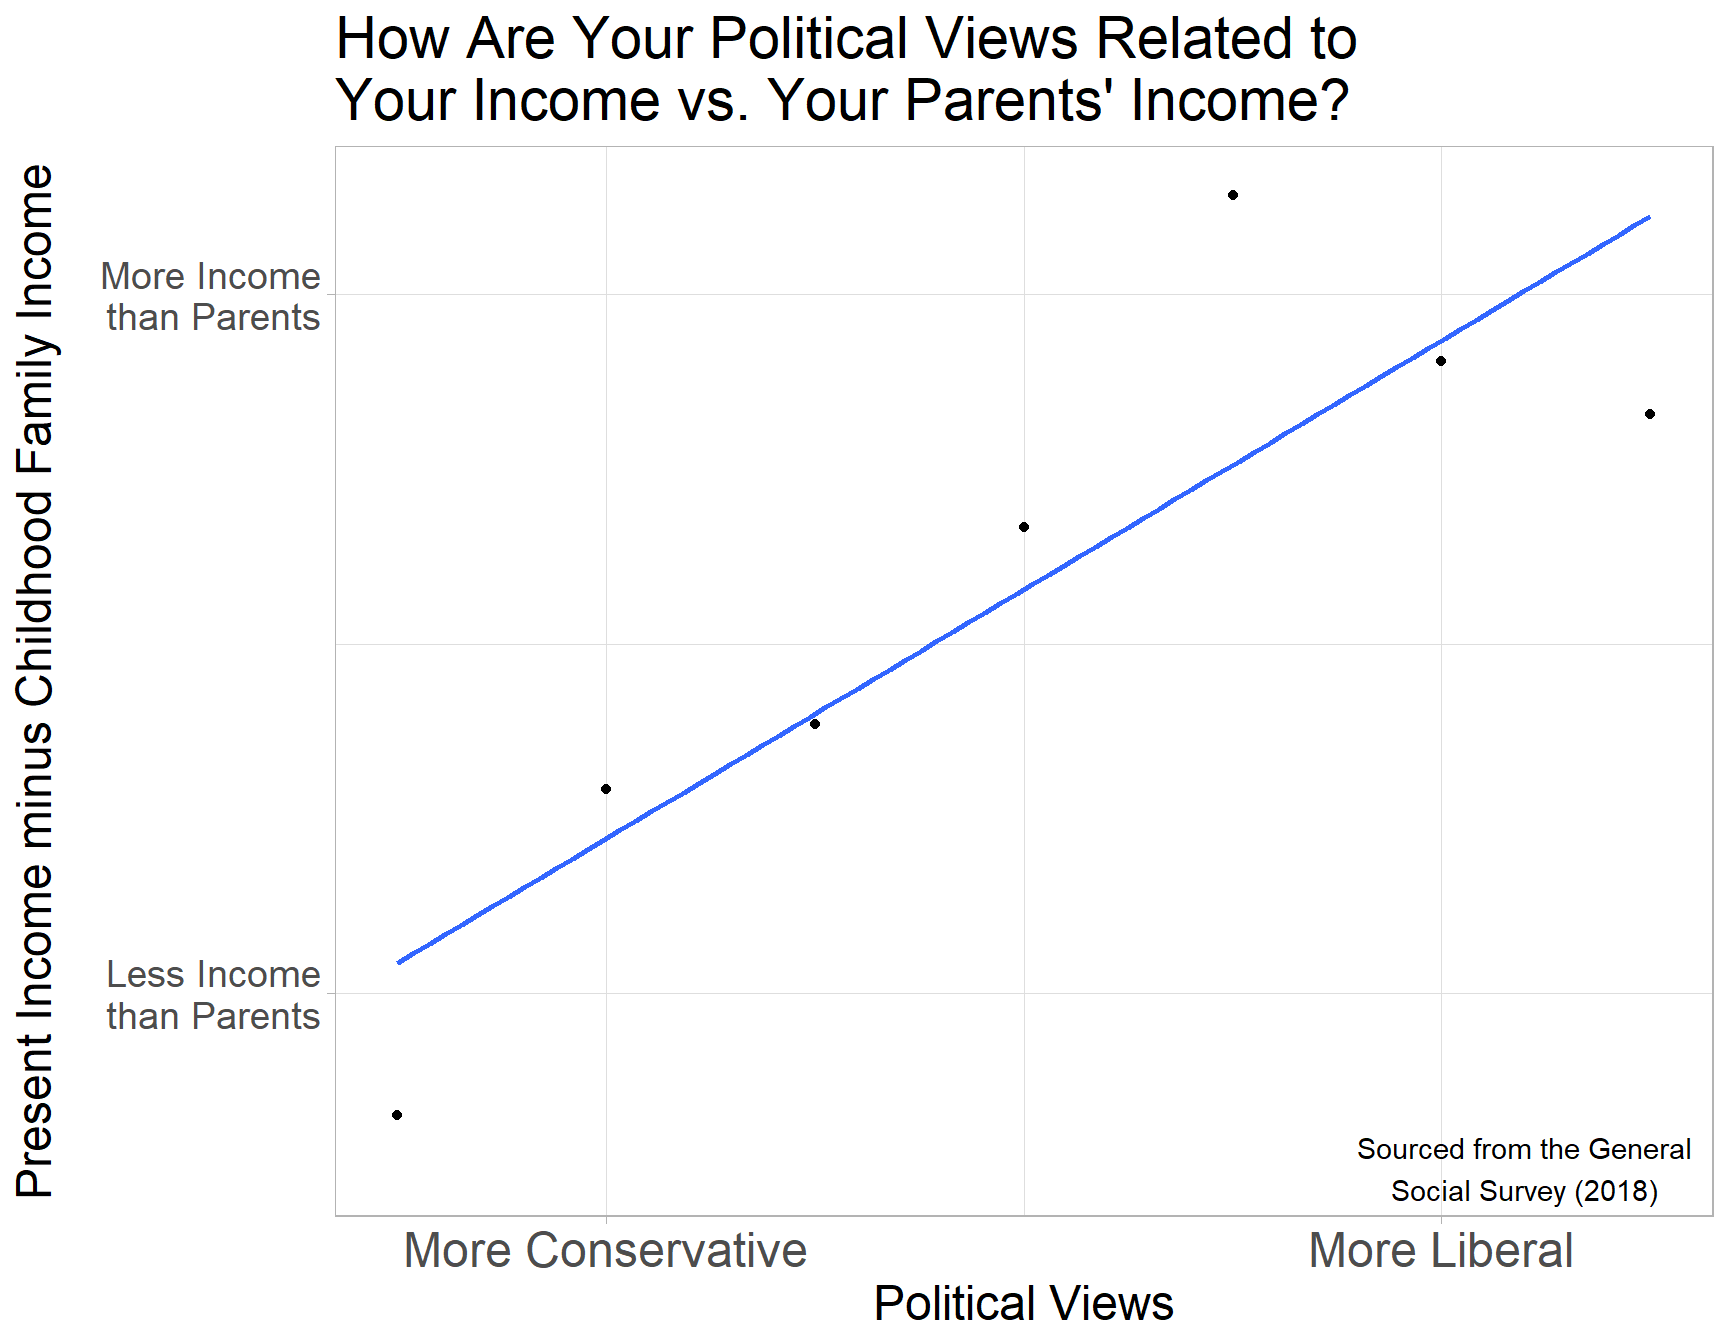 How Are Your Political Views Related to
Your Income vs. Your Parents' Income?
Present Income minus Childhood Family Income
More Income
than Parents
Less Income
than Parents
Sourced from the General
Social Survey (2018)
More Conservative
More Liberal
Political Views